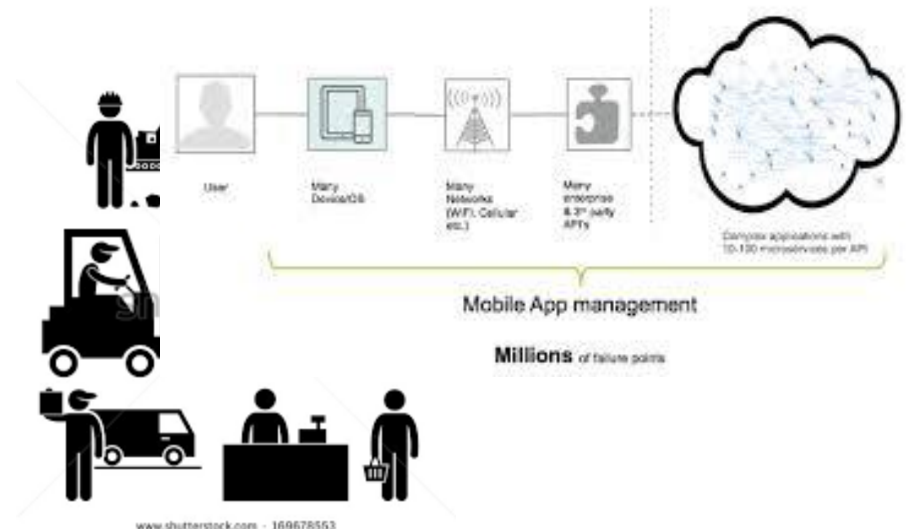 User
Many
Device/OS
Many
Networks
(WiFi, Cellular
etc.)
Many
enterprise
& 3rd party
API's
Complex applications with
10-100 microservices per API
Mobile App management
Millions of failure points
www.shutterstock.com · 169678553